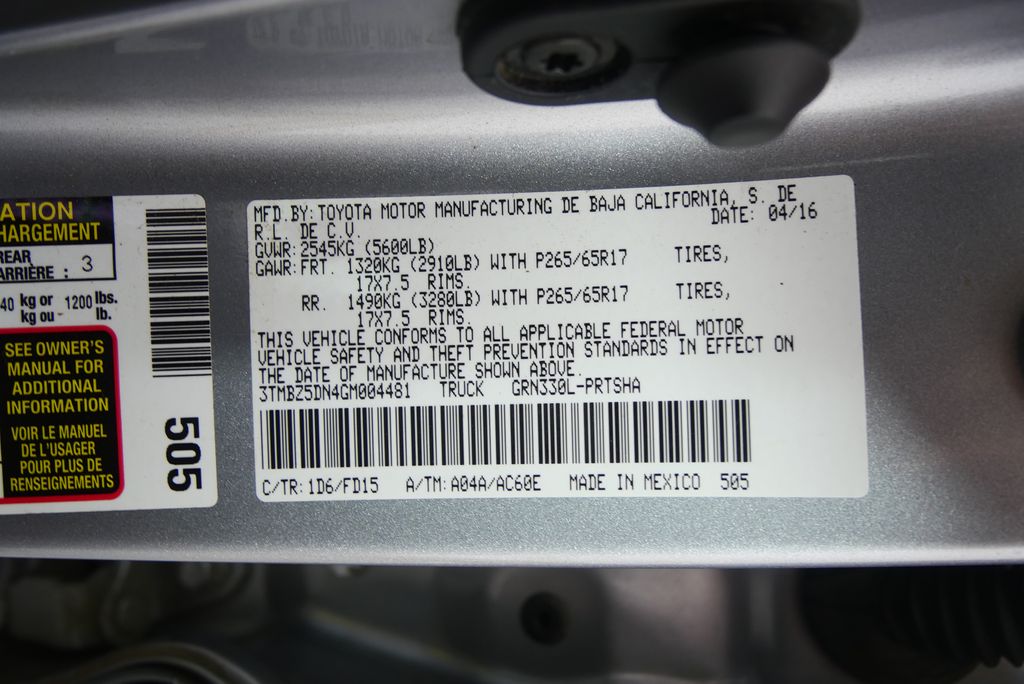 ATION
HARGEMENT
REAR
ARRIÈRE : 3
40 kg or 1200 lbs.
kg ou · lb.
SEE OWNER'S
MANUAL FOR
ADDITIONAL
INFORMATION
VOIR LE MANUEL
DE L'USAGER
POUR PLUS DE
RENSEIGNEMENTS
505
MFD.BY:TOYOTA MOTOR MANUFACTURING DE BAJA CALIFORNIA, S. DE
R.L. DE C.V. DATE: 04/16
GVWR:2545KG (5600LB)
GAWR:FRT. 1320KG (2910LB) WITH P265/65R17 TIRES,
17X7.5 RIMS.
RR. 1490KG (3280LB) WITH P265/65R17 TIRES,
17X7.5 RIMS.
THIS VEHICLE CONFORMS TO ALL APPLICABLE FEDERAL MOTOR
VEHICLE SAFETY AND THEFT PREVENTION STANDARDS IN EFFECT ON
THE DATE OF MANUFACTURE SHOWN ABOVE.
3TMBZ5DN4GM004481 TRUCK GRN330L-PRTSHA
C/TR:1D6/FD15 A/TM:A04A/AC60E MADE IN MEXICO 505